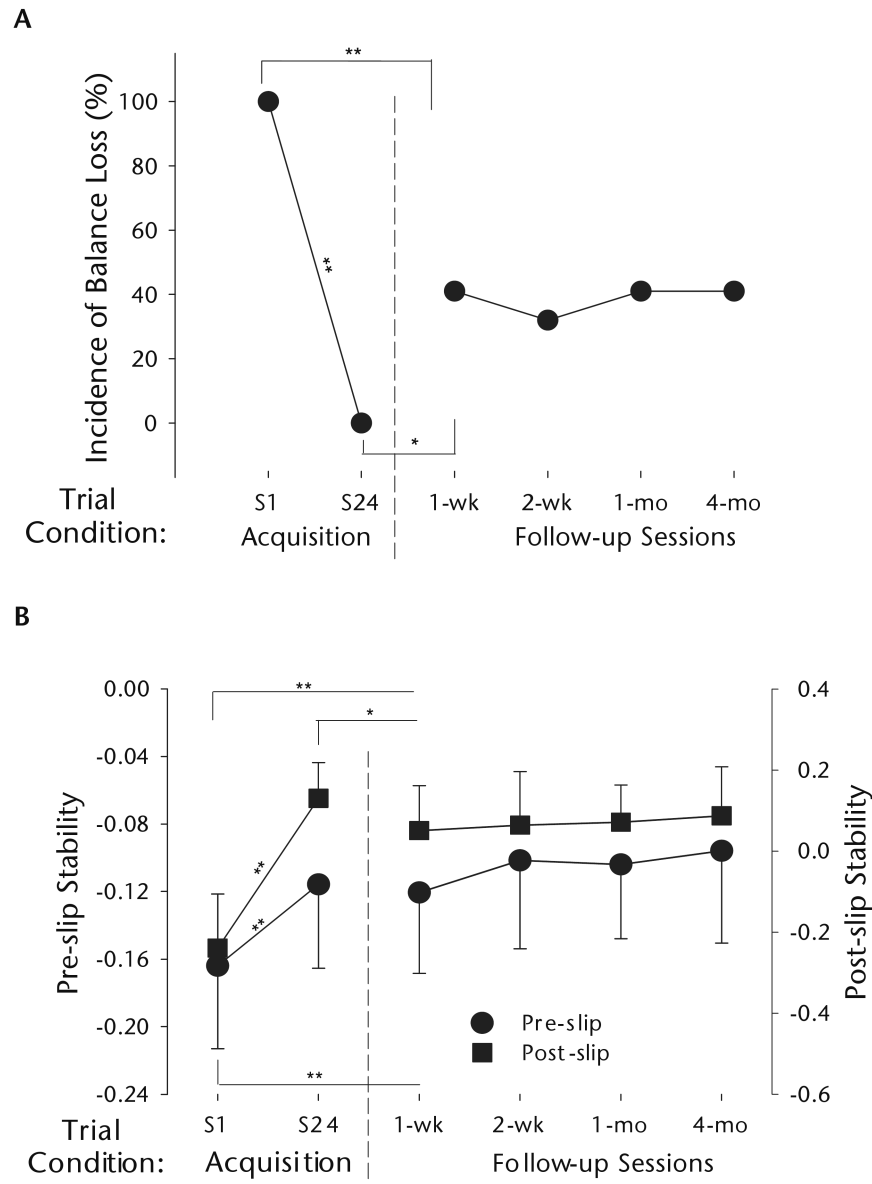 A
**
Incidence of Balance Loss (%)
100
80
60
40
20
0
**
*
Trial
Condition:
S1
S24
1-wk
2-wk
1-mo
4-mo
Acquisition
Follow-up Sessions
B
**
*
Pre-slip Stability
0.00
-0.04
-0.08
-0.12
-0.16
-0.20
-0.24
**
**
**
Pre-slip
Post-slip
0.4
0.2
0.0
-0.2
-0.4
-0.6
Post-slip Stability
Trial
Condition:
S1
S24
1-wk
2-wk
1-mo
4-mo
Acquisition
Follow-up Sessions